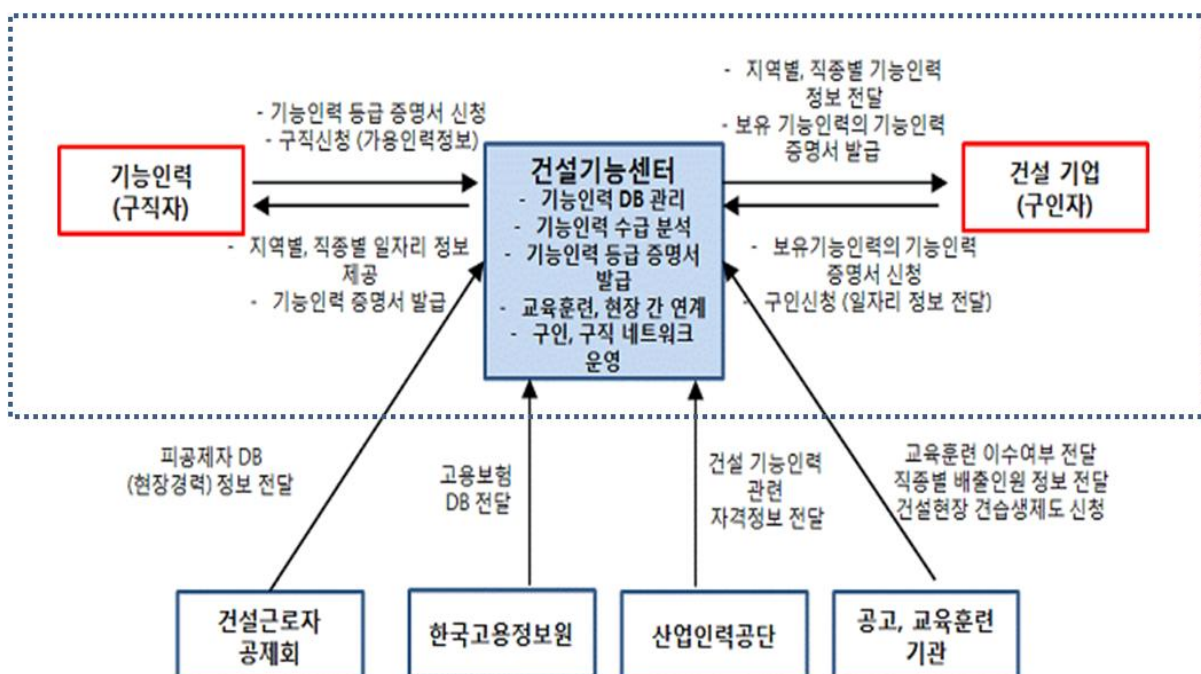 - 지역별, 직종별 기능인력
정보 전달
- 보유 기능인력의 기능인력
증명서 발급
- 기능인력 등급 증명서 신청
- 구직신청 (가용인력정보)
기능인력
(구직자)
건설기능센터
- 기능인력 DB 관리
- 기능인력 수급 분석
- 기능인력 등급 증명서
발급
- 교육훈련, 현장 간 연계
- 구인, 구직 네트워크
운영
건설 기업
(구인자)
- 지역별, 직종별 일자리 정보
제공
- 기능인력 증명서 발급
- 보유기능인력의 기능인력
증명서 신청
- 구인신청 (일자리 정보 전달)
피공제자 DB
(현장경력) 정보 전달
고용보험
DB 전달
건설 기능인력
관련
자격정보 전달
교육훈련 이수여부 전달
직종별 배출인원 정보 전달
건설현장 견습생제도 신청
건설근로자
공제회
한국고용정보원
산업인력공단
공고, 교육훈련
기관